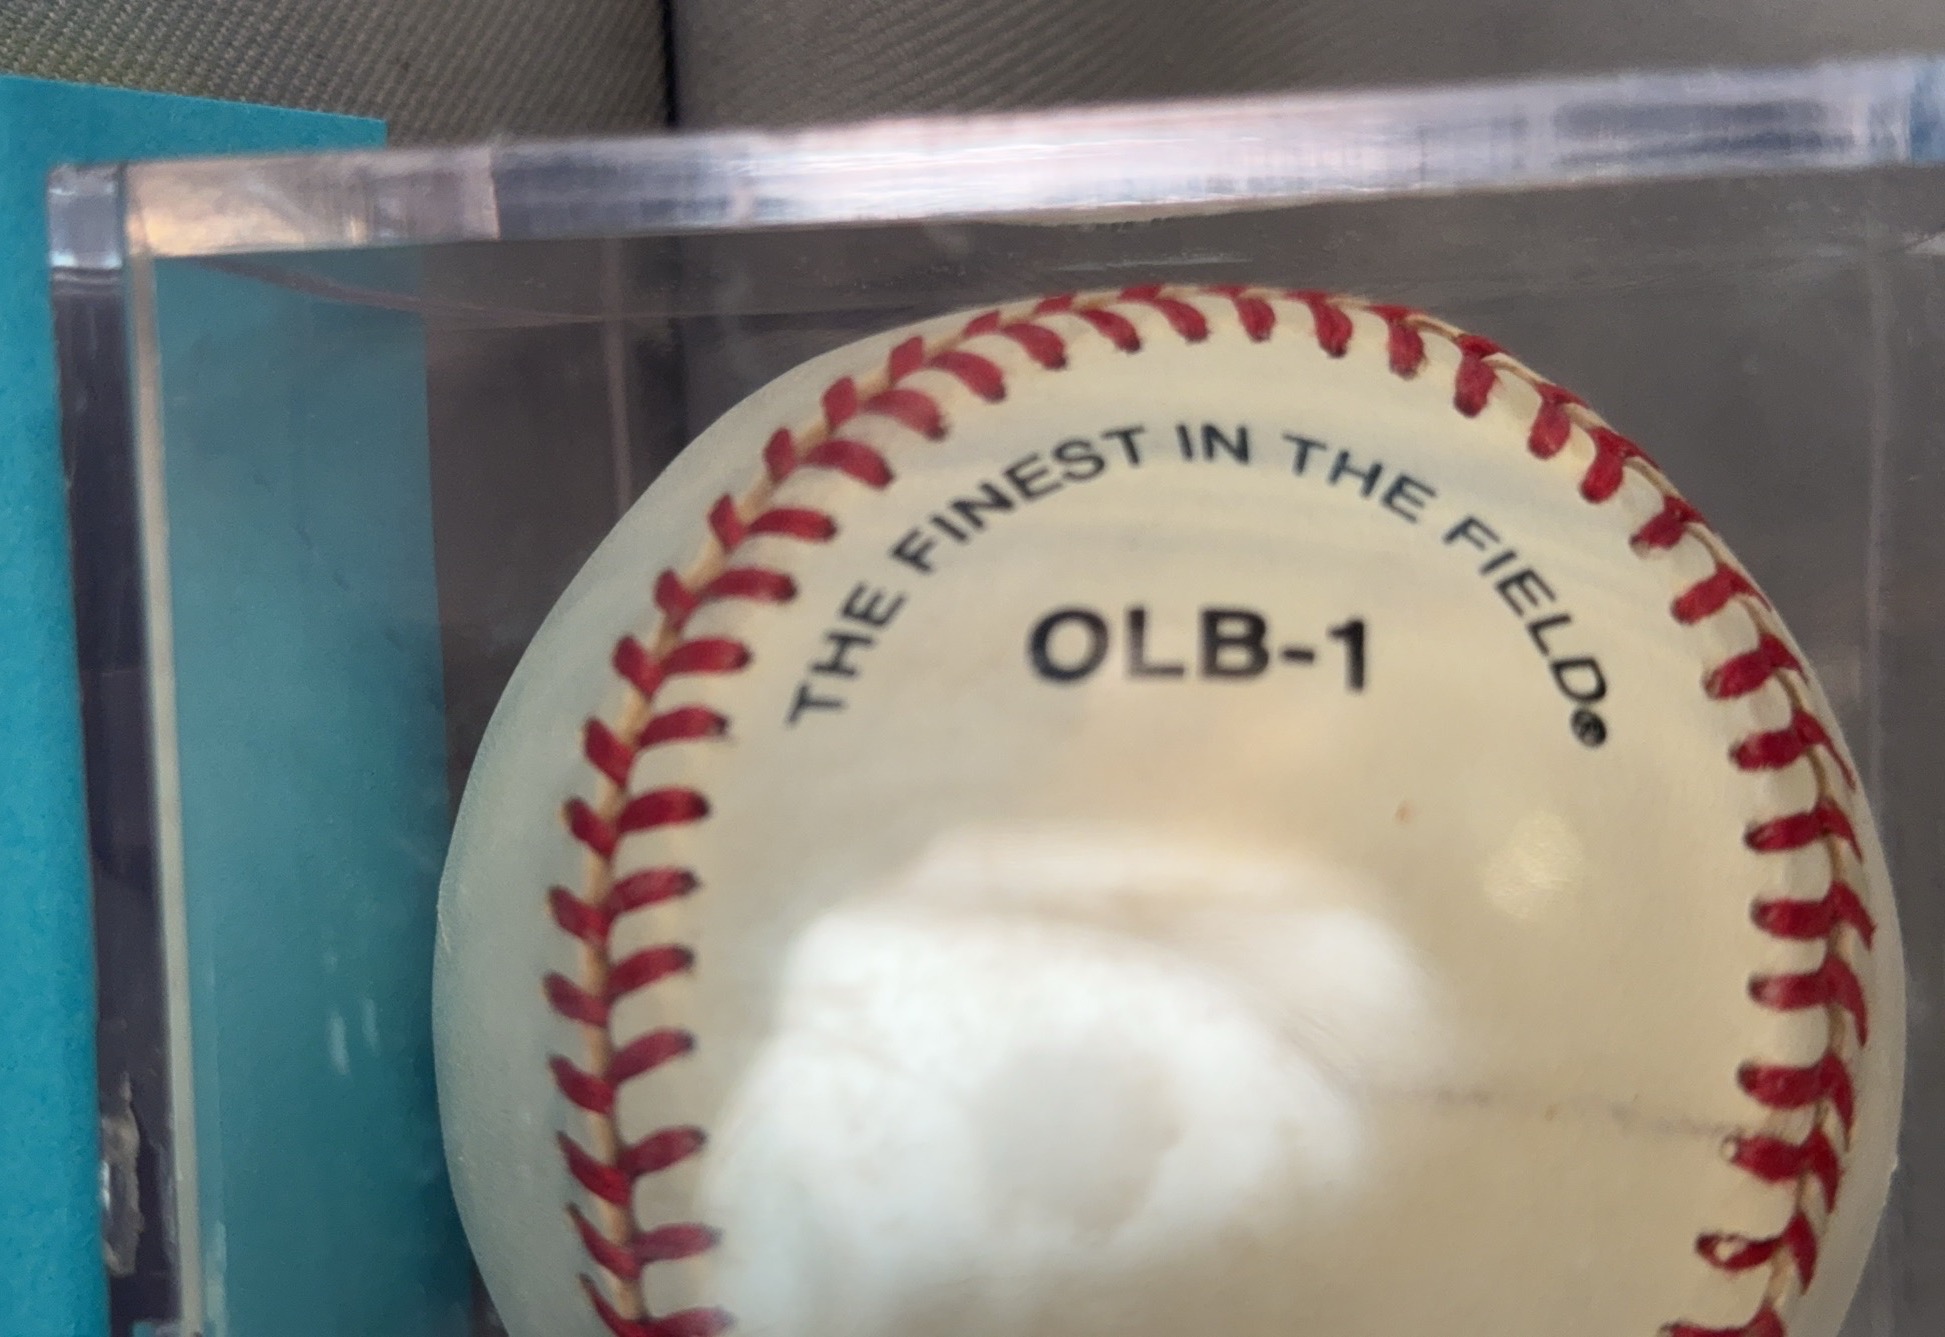 THE FINEST IN THE FIELD®
OLB-1